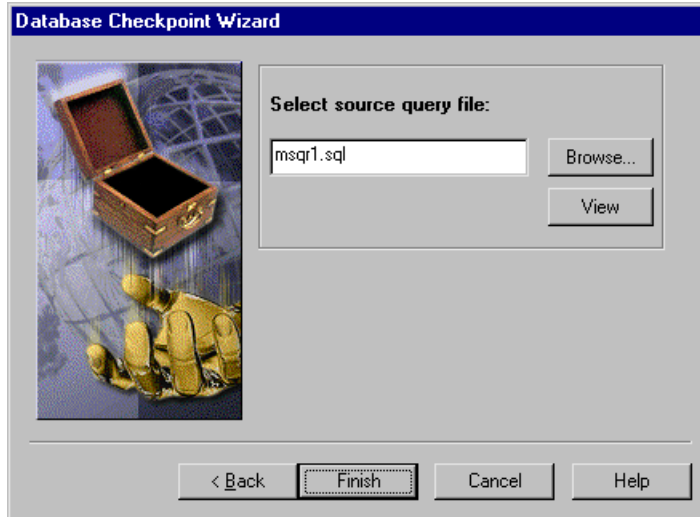 Database Checkpoint Wizard
Select source query file:
msqr1.sql
Browse...
View
< Back
Finish
Cancel
Help